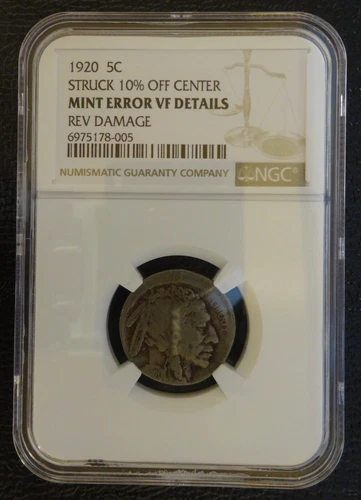 1920 5C
STRUCK 10% OFF CENTER
MINT ERROR VF DETAILS
REV DAMAGE
6975178-005
NUMISMATIC GUARANTY COMPANY NGC